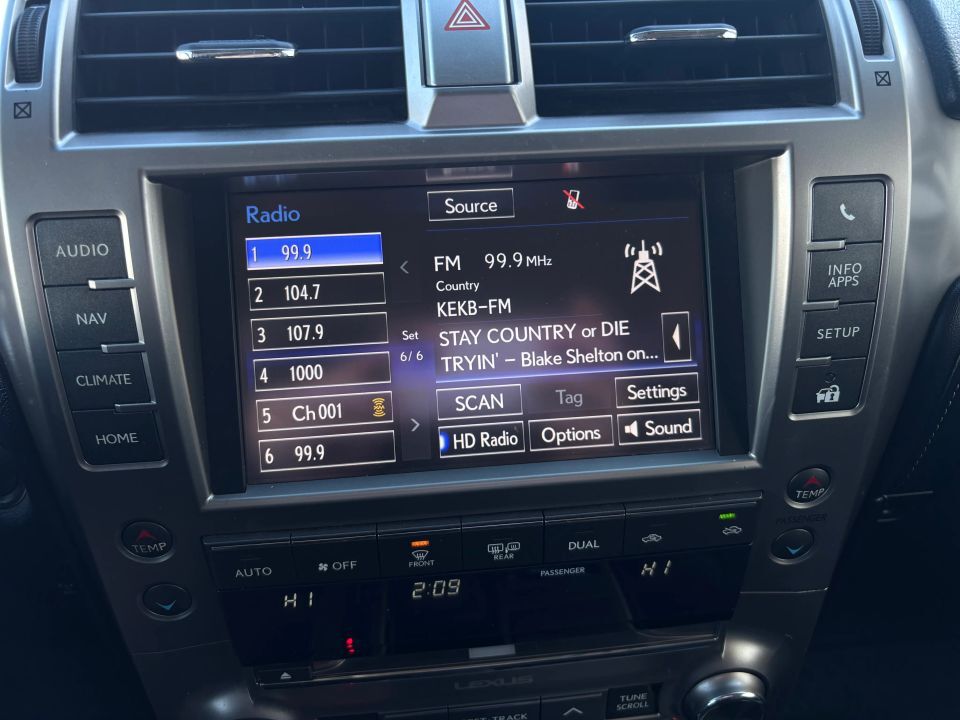 Radio
Source
1 99.9
2 104.7
3 107.9
4 1000
5 Ch 001
6 99.9
Set
6/6
FM 99.9 MHz
Country
KEKB-FM
STAY COUNTRY or DIE
TRYIN' - Blake Shelton on...
SCAN
Tag
Settings
HD Radio
Options
Sound
AUDIO
NAV
CLIMATE
HOME
INFO
APPS
SETUP
TEMP
TEMP
PASSENGER
AUTO
OFF
FRONT
REAR
DUAL
PASSENGER
HI
2:09
HI
LEXUS
TRACK
TUNE
SCROLL